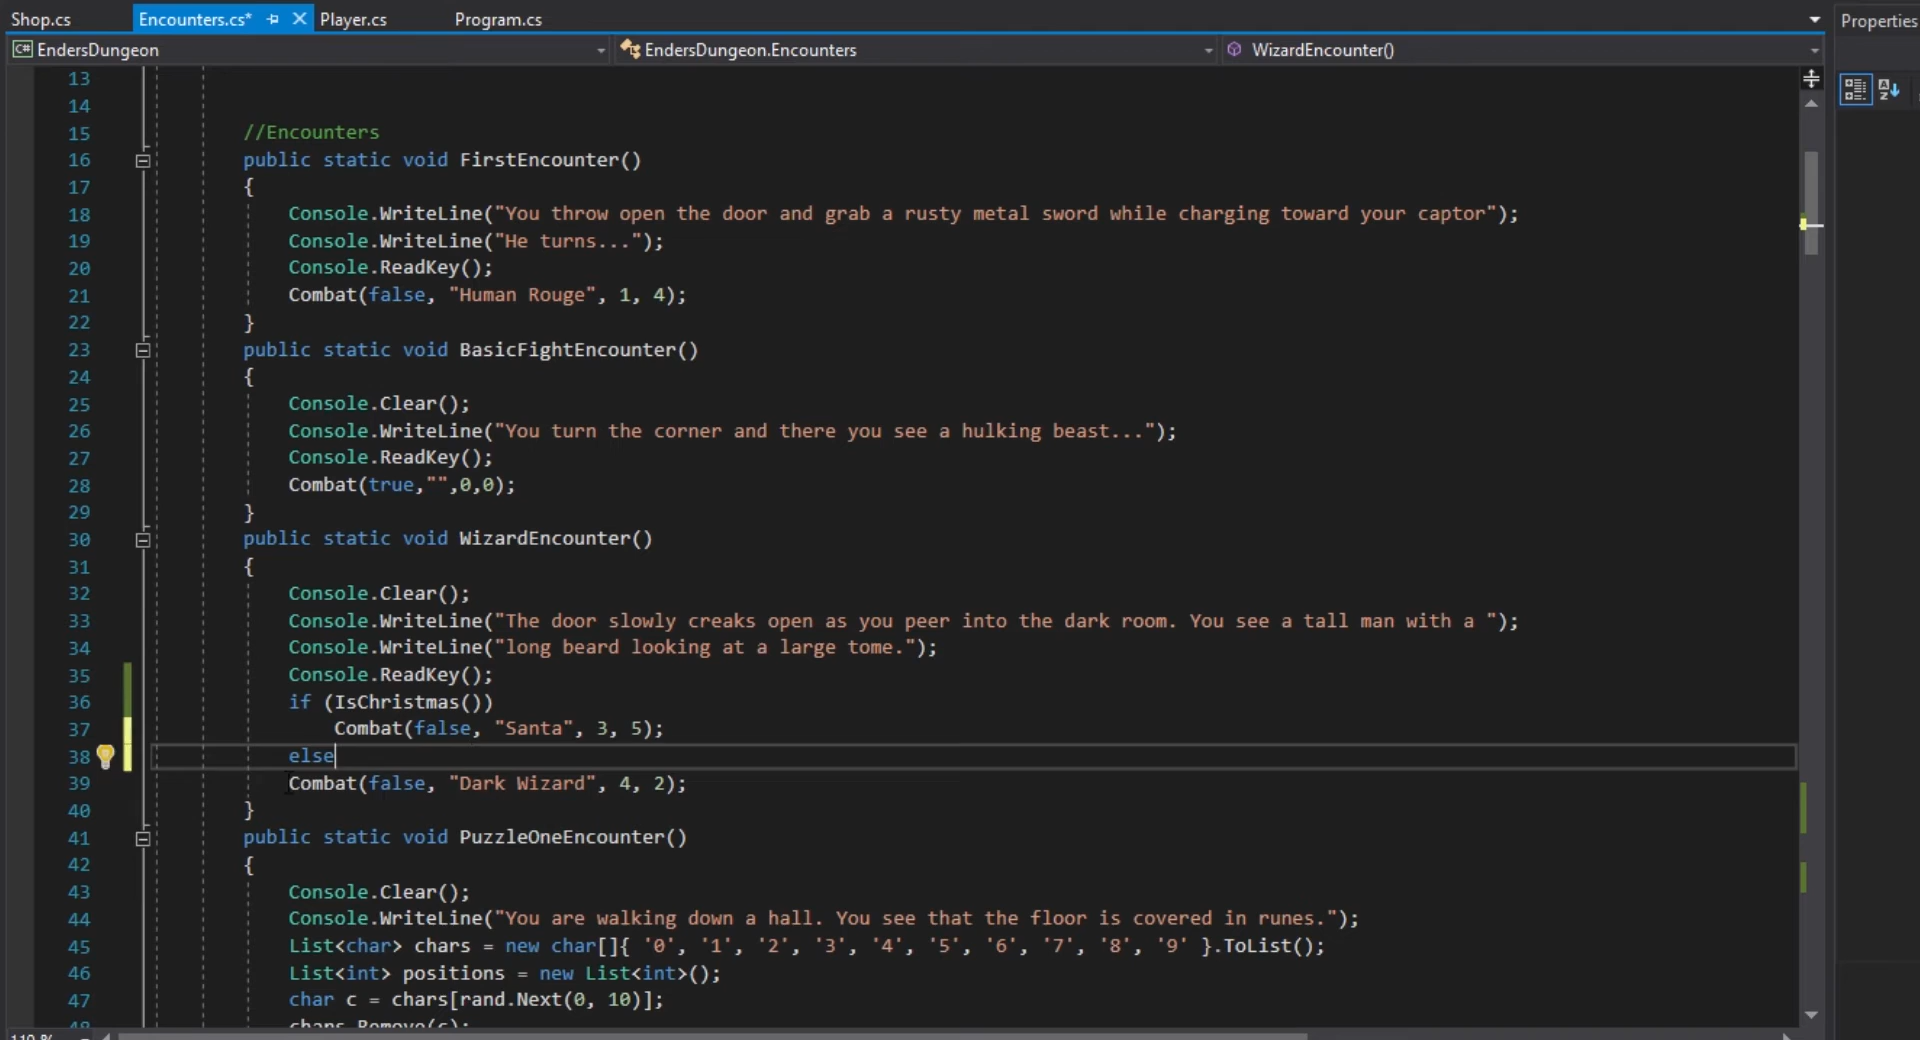 Shop.cs
Encounters.cs*
Player.cs
Program.cs
Properties
C# EndersDungeon
EndersDungeon.Encounters
WizardEncounter()
13
14
15 //Encounters
16 public static void FirstEncounter()
17 {
18 Console.WriteLine("You throw open the door and grab a rusty metal sword while charging toward your captor");
19 Console.WriteLine("He turns...");
20 Console.ReadKey();
21 Combat(false, "Human Rouge", 1, 4);
22 }
23 public static void BasicFightEncounter()
24 {
25 Console.Clear();
26 Console.WriteLine("You turn the corner and there you see a hulking beast...");
27 Console.ReadKey();
28 Combat(true,"",0,0);
29 }
30 public static void WizardEncounter()
31 {
32 Console.Clear();
33 Console.WriteLine("The door slowly creaks open as you peer into the dark room. You see a tall man with a ");
34 Console.WriteLine("long beard looking at a large tome.");
35 Console.ReadKey();
36 if (IsChristmas())
37 Combat(false, "Santa", 3, 5);
38 else
39 Combat(false, "Dark Wizard", 4, 2);
40 }
41 public static void PuzzleOneEncounter()
42 {
43 Console.Clear();
44 Console.WriteLine("You are walking down a hall. You see that the floor is covered in runes.");
45 List<char> chars = new char[]{ '0', '1', '2', '3', '4', '5', '6', '7', '8', '9' }.ToList();
46 List<int> positions = new List<int>();
47 char c = chars[rand.Next(0, 10)];
48 chars.Remove(c);
110 %